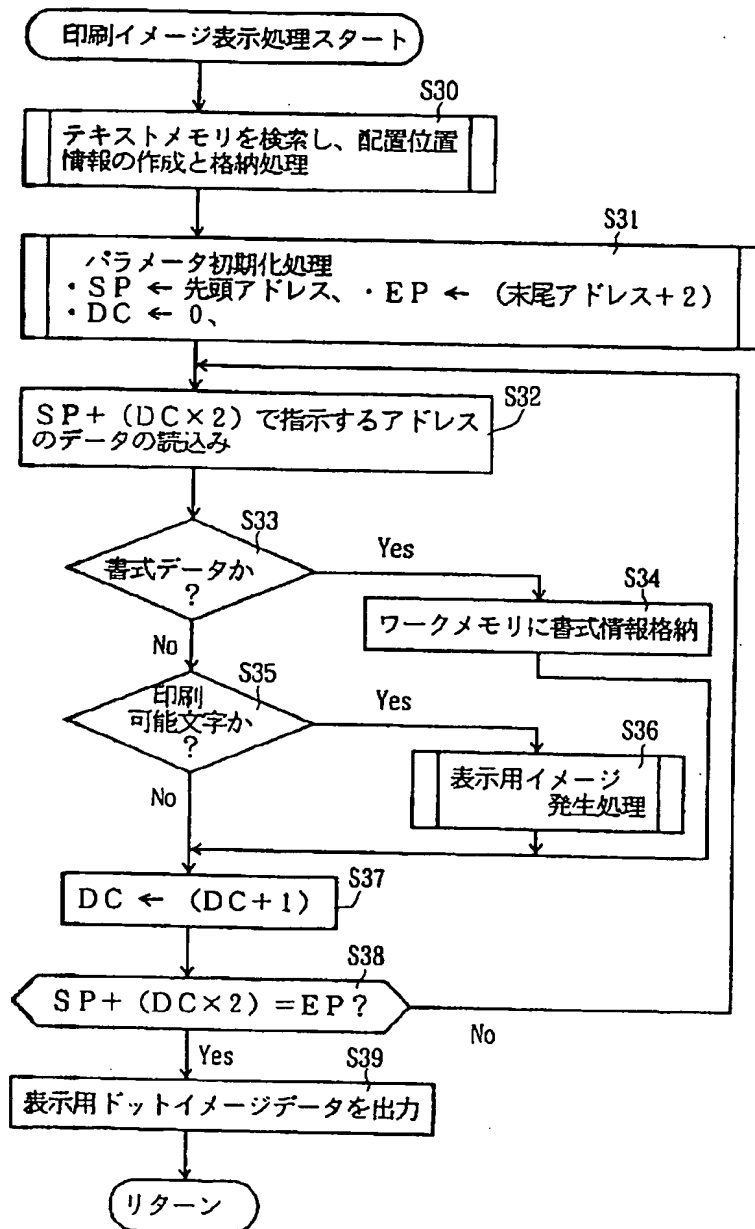 印刷イメージ表示処理スタート
S30
テキストメモリを検索し、配置位置
情報の作成と格納処理
S31
パラメータ初期化処理
・SP ← 先頭アドレス、・EP ← (末尾アドレス+2)
・DC ← 0、
S32
SP+(DC×2)で指示するアドレス
のデータの読込み
S33
書式データか
?
Yes
No
S34
ワークメモリに書式情報格納
S35
印刷
可能文字か
?
Yes
No
S36
表示用イメージ
発生処理
S37
DC ← (DC+1)
S38
SP+(DC×2)=EP?
No
Yes
S39
表示用ドットイメージデータを出力
リターン